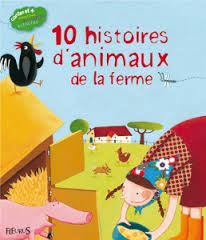 10 histoires
d'animaux
de la ferme
FLEURUS